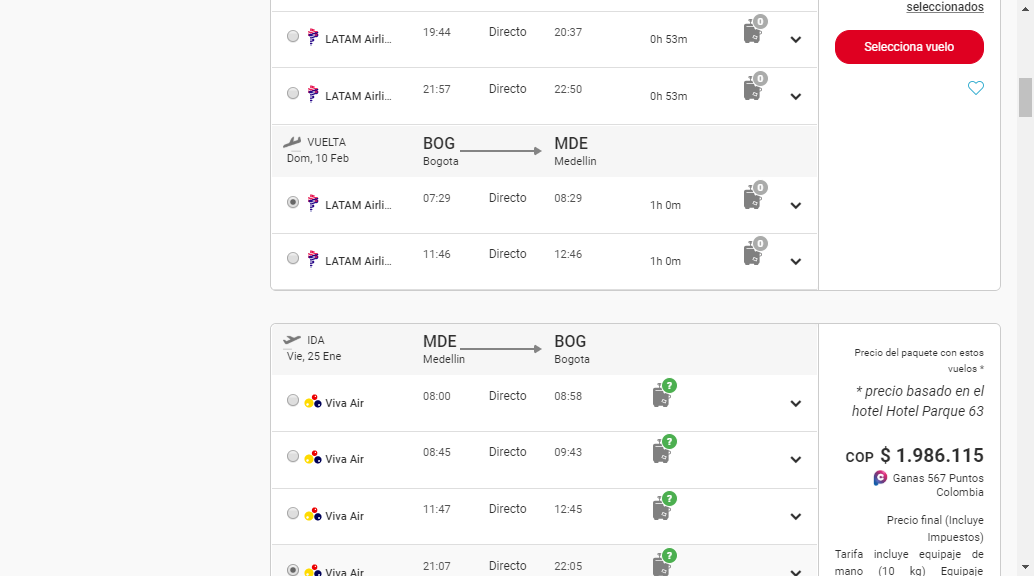 seleccionados
LATAM Airli... 19:44 Directo 20:37 0h 53m 0
Selecciona vuelo
LATAM Airli... 21:57 Directo 22:50 0h 53m 0
VUELTA BOG MDE
Dom, 10 Feb Bogota Medellin
LATAM Airli... 07:29 Directo 08:29 1h 0m 0
LATAM Airli... 11:46 Directo 12:46 1h 0m 0
IDA MDE BOG
Vie, 25 Ene Medellin Bogota
Viva Air 08:00 Directo 08:58 ?
Viva Air 08:45 Directo 09:43 ?
Viva Air 11:47 Directo 12:45 ?
Viva Air 21:07 Directo 22:05 ?
Precio del paquete con estos
vuelos *
* precio basado en el
hotel Hotel Parque 63
COP $ 1.986.115
Ganas 567 Puntos
Colombia
Precio final (Incluye
Impuestos)
Tarifa incluye equipaje de
mano (10 kg) Equipaje